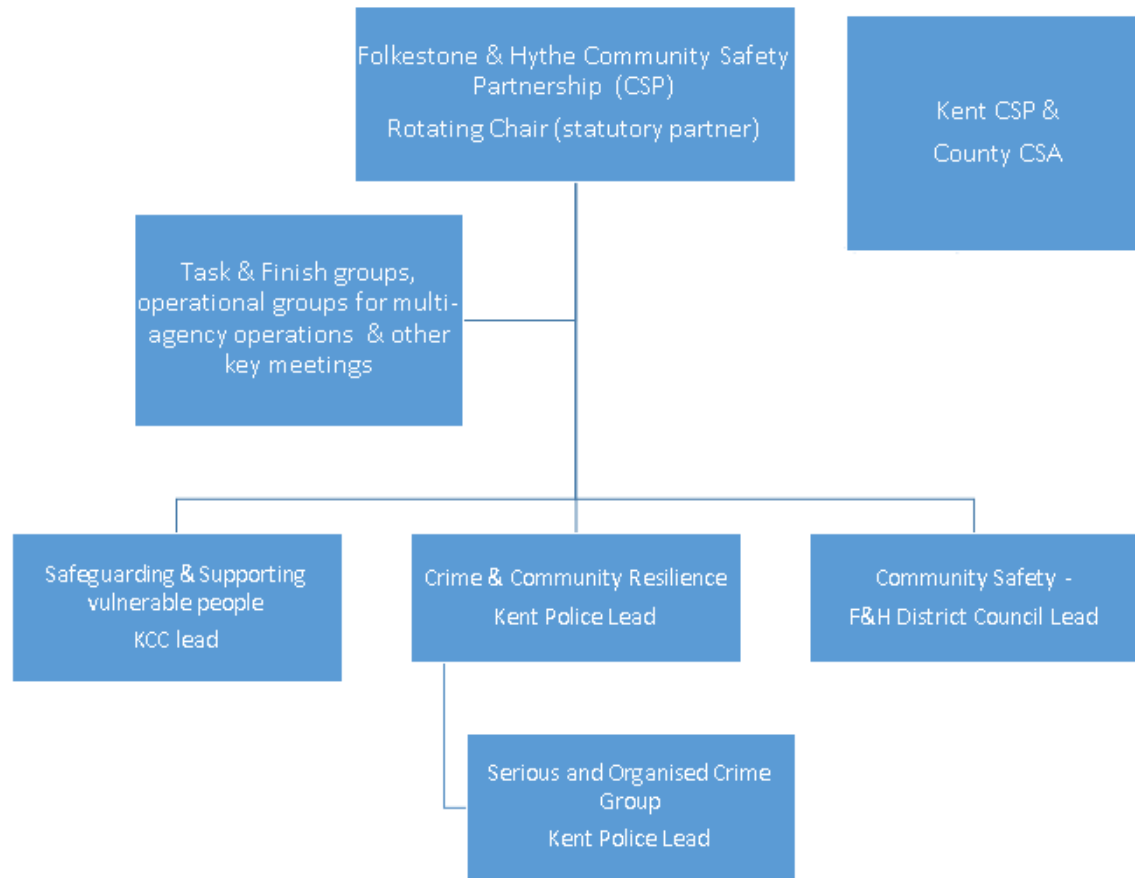 Folkestone & Hythe Community Safety
Partnership (CSP)
Rotating Chair (statutory partner)
Kent CSP &
County CSA
Task & Finish groups,
operational groups for multi-
agency operations & other
key meetings
Safeguarding & Supporting
vulnerable people
KCC lead
Crime & Community Resilience
Kent Police Lead
Community Safety -
F&H District Council Lead
Serious and Organised Crime
Group
Kent Police Lead